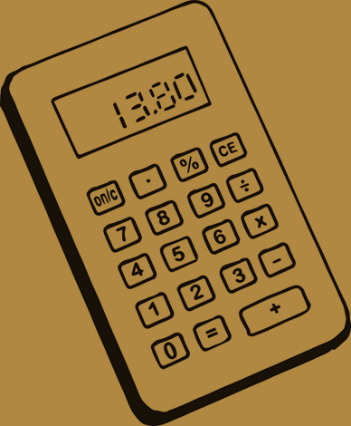 13.80
on/c . % CE
7 8 9 ÷
4 5 6 x
1 2 3 -
0 = +